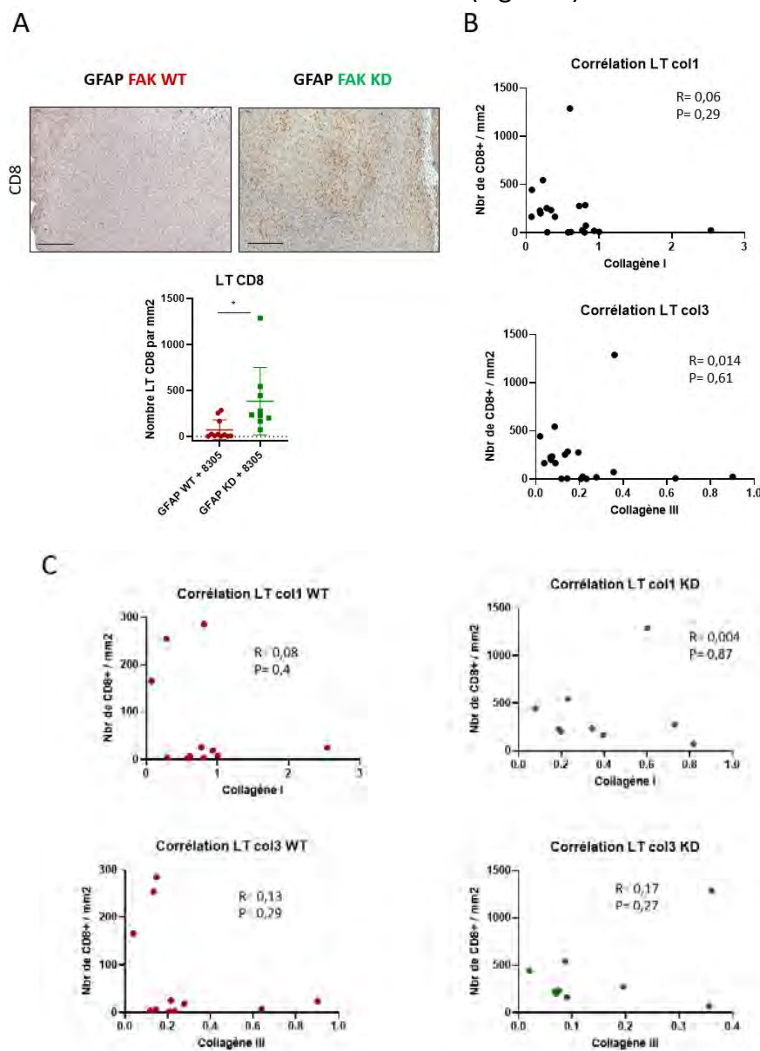 A
GFAP FAK WT
GFAP FAK KD
CD8
LT CD8
Nombre LT CD8 par mm2
1500
1000
500
0
*
GFAP WT + 8305
GFAP KD + 8305
B
Corrélation LT col1
Nbr de CD8+ / mm2
1500
1000
500
0
R= 0,06
P= 0,29
0
1
2
3
Collagène I
Corrélation LT col3
Nbr de CD8+ / mm2
1500
1000
500
0
R= 0,014
P= 0,61
0.0
0.2
0.4
0.6
0.8
1.0
Collagène III
C
Corrélation LT col1 WT
Nbr de CD8+ / mm2
300
200
100
0
R= 0,08
P= 0,4
0
1
2
3
Collagène I
Corrélation LT col1 KD
Nbr de CD8+ / mm2
1500
1000
500
0
R= 0,004
P= 0,87
0.0
0.2
0.4
0.6
0.8
1.0
Collagène I
Corrélation LT col3 WT
Nbr de CD8+ / mm2
300
200
100
0
R= 0,13
P= 0,29
0.0
0.2
0.4
0.6
0.8
1.0
Collagène III
Corrélation LT col3 KD
Nbr de CD8+ / mm2
1500
1000
500
0
R= 0,17
P= 0,27
0.0
0.1
0.2
0.3
0.4
Collagène III